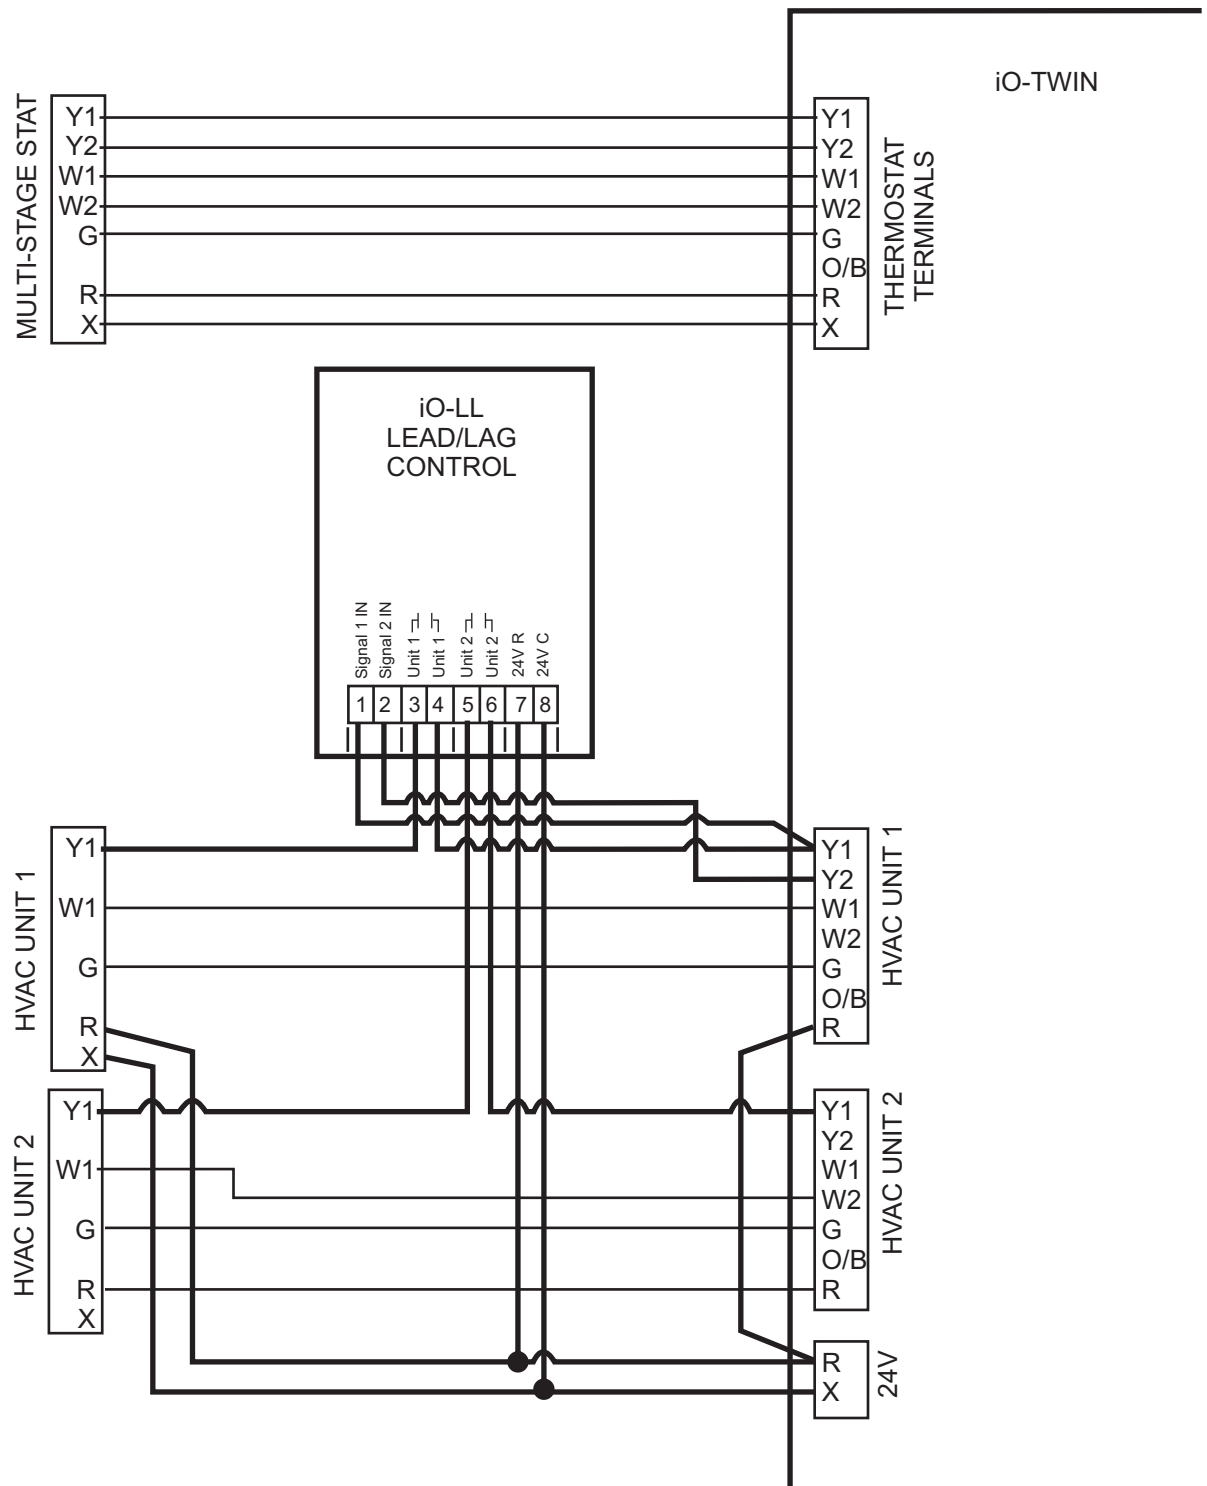 iO-TWIN
MULTI-STAGE STAT
Y1
Y2
W1
W2
G
R
X
Y1
Y2
W1
W2
G
O/B
R
X
THERMOSTAT
TERMINALS
iO-LL
LEAD/LAG
CONTROL
Signal 1 IN
Signal 2 IN
Unit 1
Unit 1
Unit 2
Unit 2
24V R
24V C
1 2 3 4 5 6 7 8
HVAC UNIT 1
Y1
W1
G
R
X
Y1
Y2
W1
W2
G
O/B
R
HVAC UNIT 1
HVAC UNIT 2
Y1
W1
G
R
X
Y1
Y2
W1
W2
G
O/B
R
HVAC UNIT 2
R
X
24V